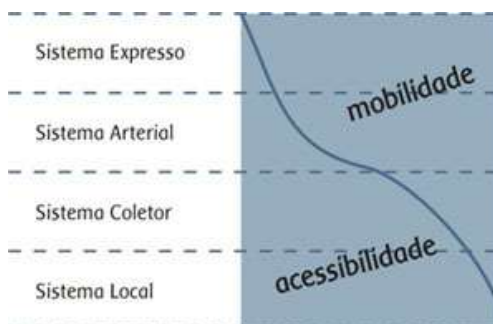 Sistema Expresso
mobilidade
Sistema Arterial
Sistema Coletor
acessibilidade
Sistema Local